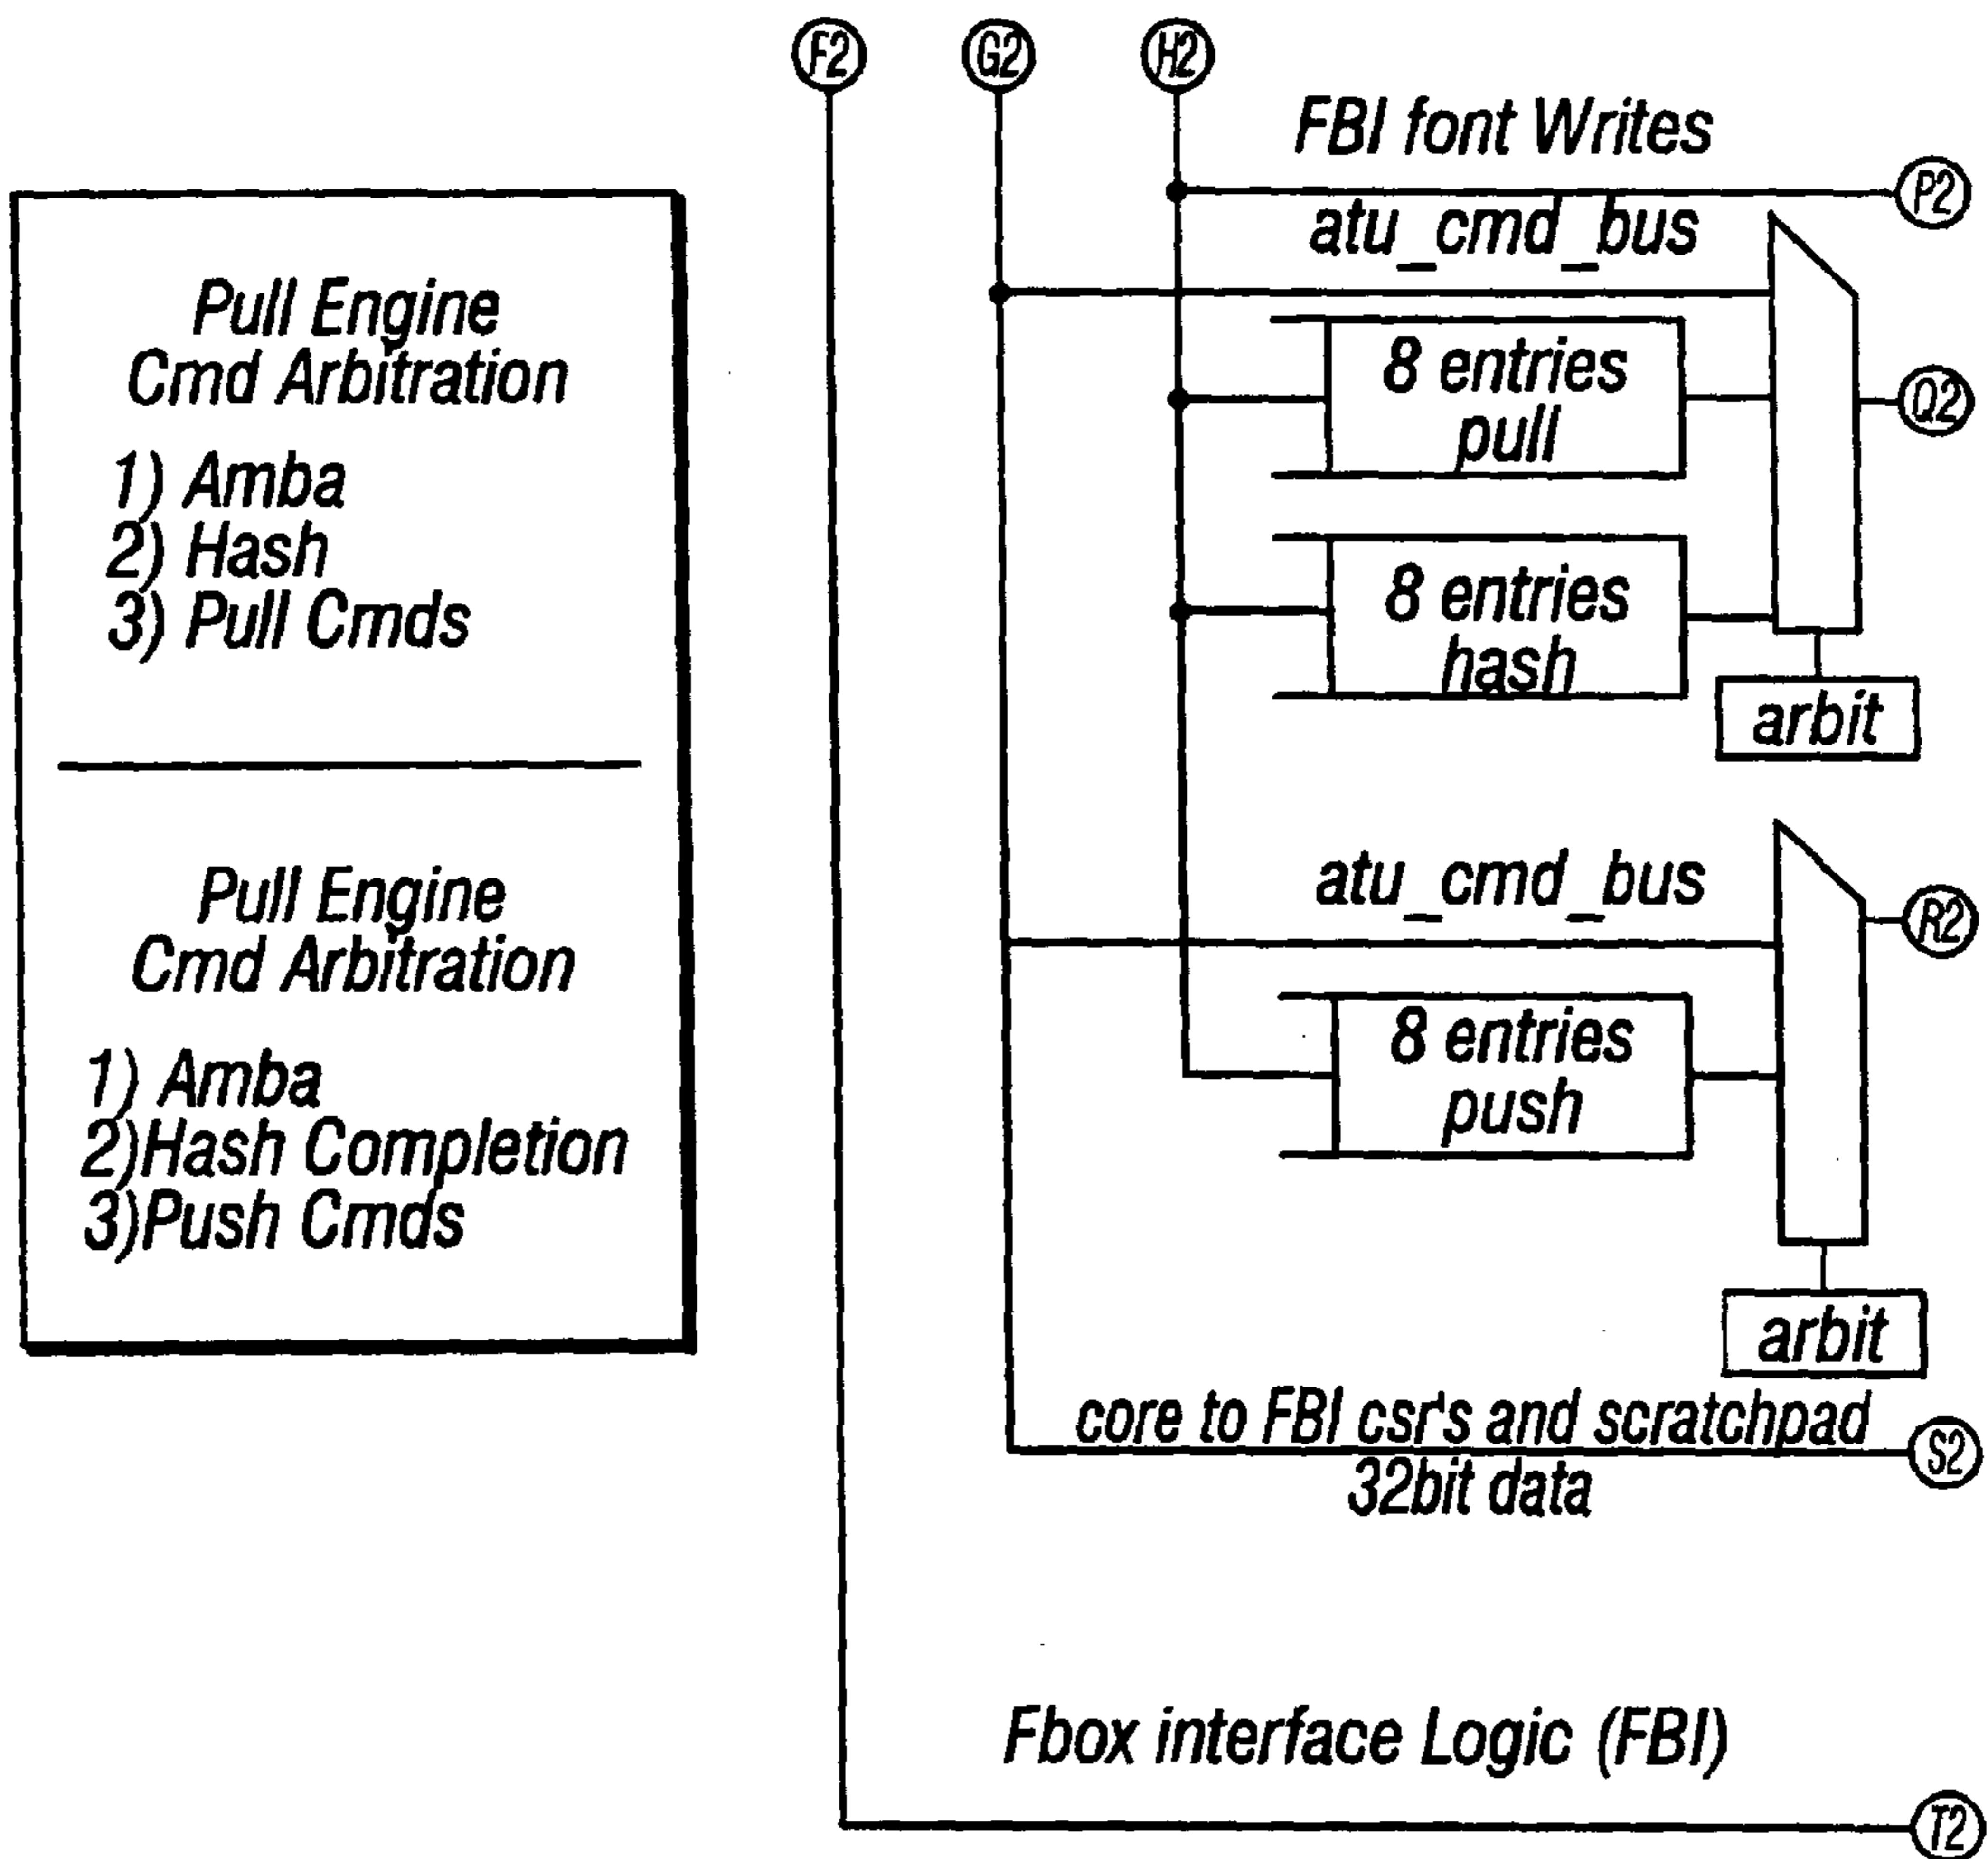 F2
G2
H2
FBI font Writes
P2
atu_cmd_bus
Pull Engine
Cmd Arbitration
1) Amba
2) Hash
3) Pull Cmds
8 entries
pull
Q2
8 entries
hash
arbit
Pull Engine
Cmd Arbitration
1) Amba
2)Hash Completion
3)Push Cmds
atu_cmd_bus
R2
8 entries
push
arbit
core to FBI csr's and scratchpad
S2
32bit data
Fbox interface Logic (FBI)
T2